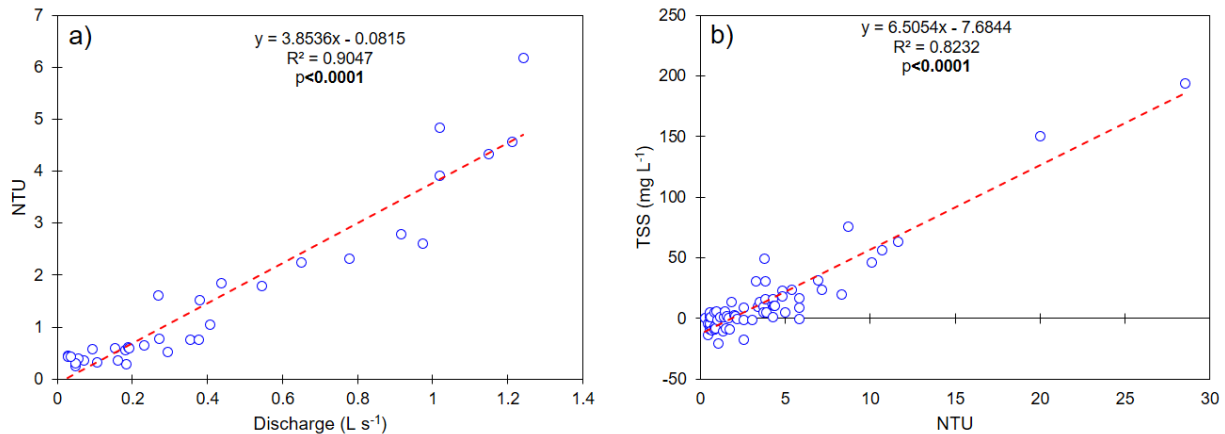 a)
y = 3.8536x - 0.0815
R² = 0.9047
p<0.0001
7
6
5
4
3
2
1
0
NTU
0 0.2 0.4 0.6 0.8 1 1.2 1.4
Discharge (L s⁻¹)
b)
y = 6.5054x - 7.6844
R² = 0.8232
p<0.0001
250
200
150
100
50
0
-50
TSS (mg L⁻¹)
0 5 10 15 20 25 30
NTU